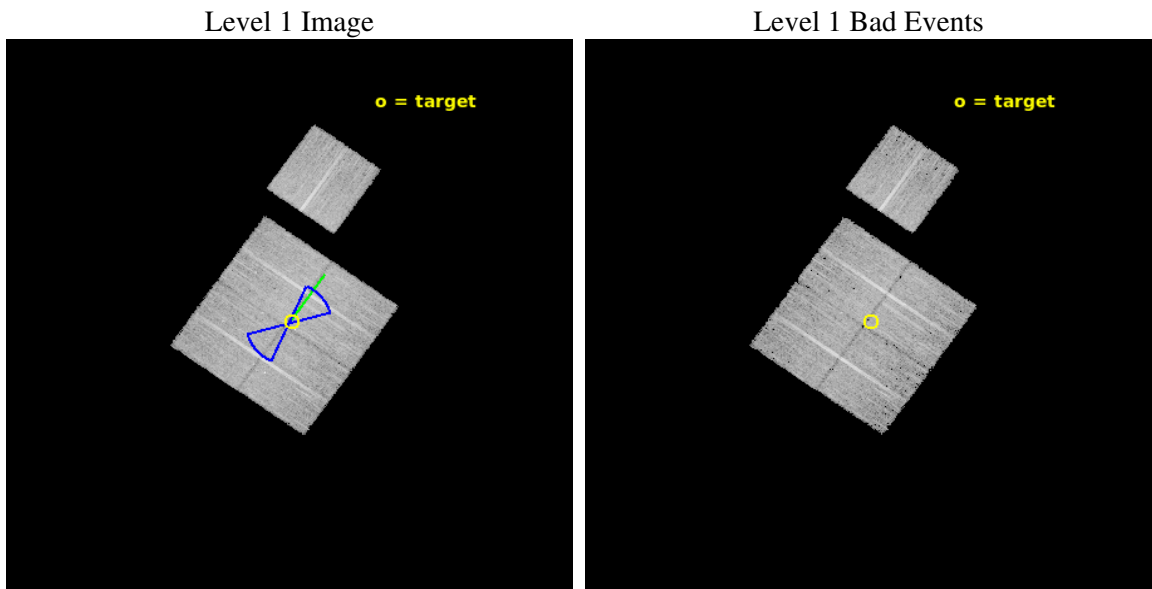 Level 1 Image
Level 1 Bad Events
o = target
o = target